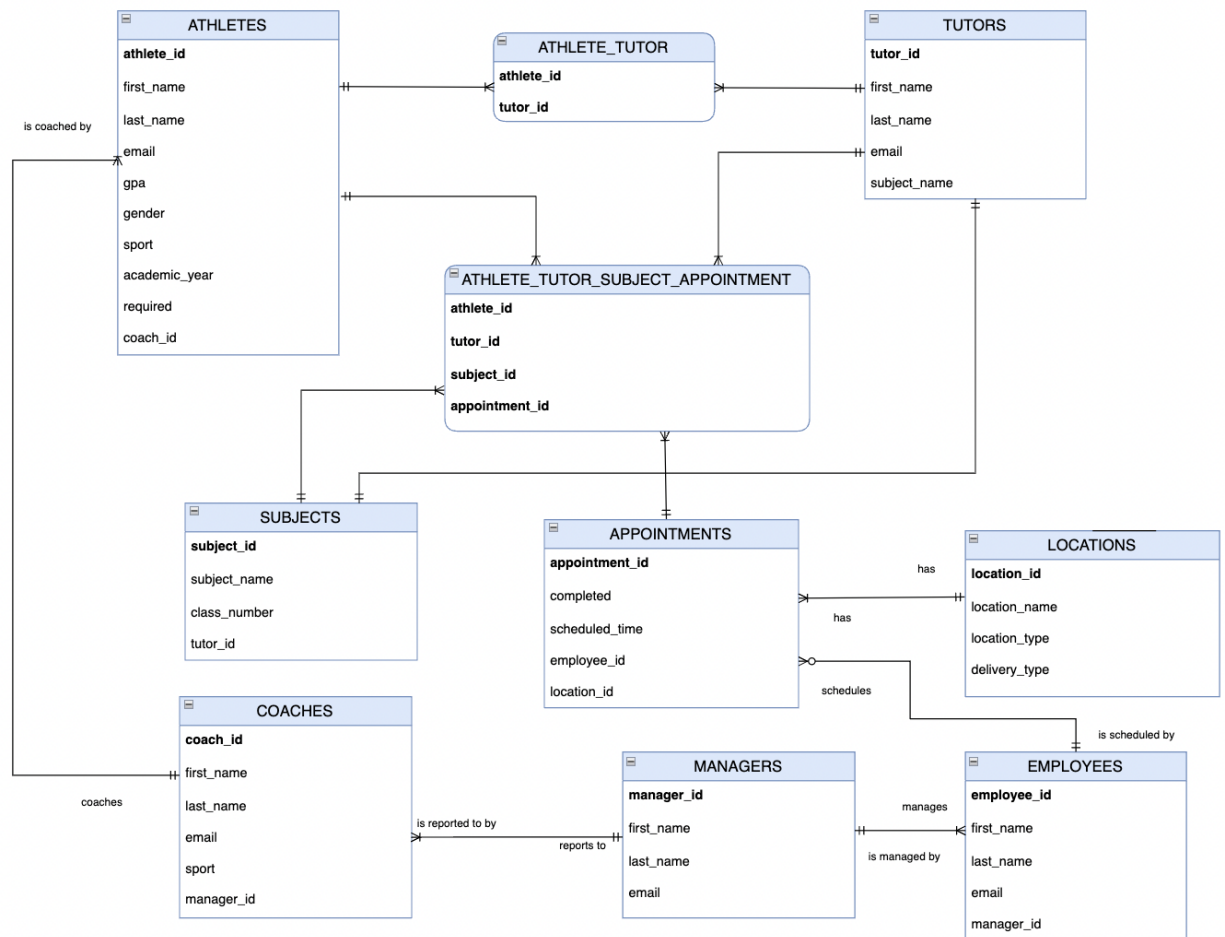 ATHLETES
athlete_id
first_name
last_name
email
gpa
gender
sport
academic_year
required
coach_id
ATHLETE_TUTOR
athlete_id
tutor_id
TUTORS
tutor_id
first_name
last_name
email
subject_name
is coached by
ATHLETE_TUTOR_SUBJECT_APPOINTMENT
athlete_id
tutor_id
subject_id
appointment_id
SUBJECTS
subject_id
subject_name
class_number
tutor_id
APPOINTMENTS
appointment_id
completed
scheduled_time
employee_id
location_id
has
has
LOCATIONS
location_id
location_name
location_type
delivery_type
schedules
is scheduled by
COACHES
coach_id
first_name
last_name
email
sport
manager_id
coaches
is reported to by
reports to
MANAGERS
manager_id
first_name
last_name
email
manages
is managed by
EMPLOYEES
employee_id
first_name
last_name
email
manager_id